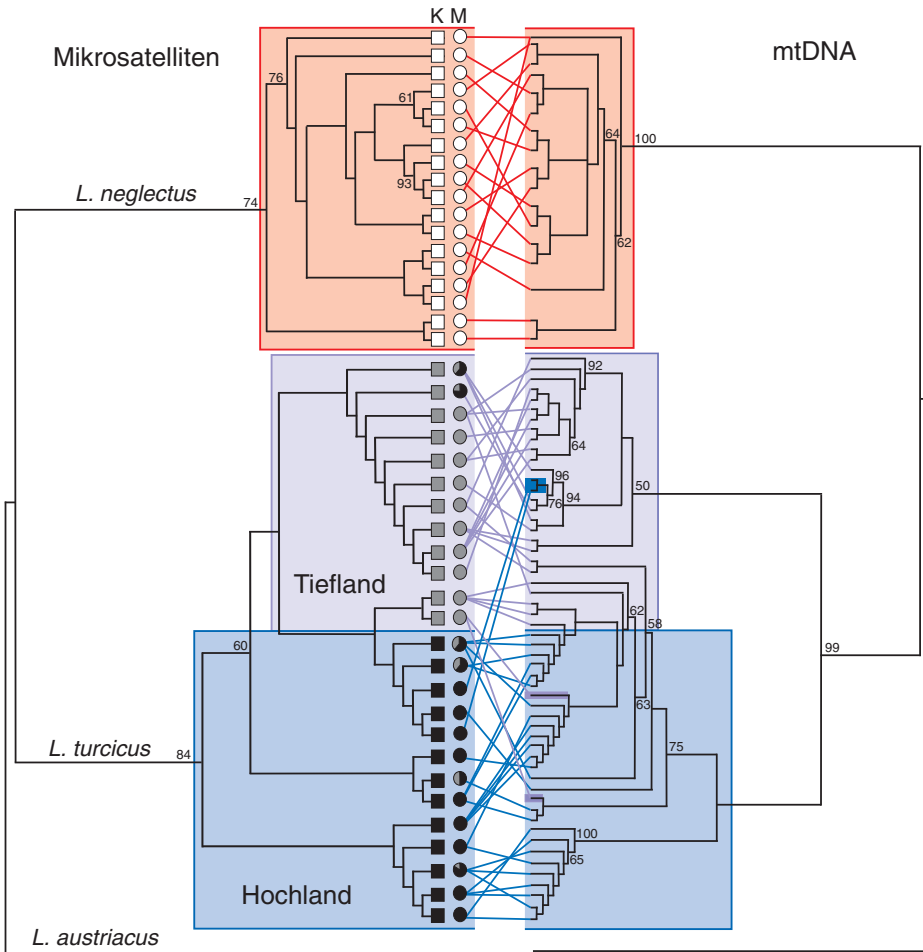 K M
Mikrosatelliten
mtDNA
76
61
93
64
100
L. neglectus
74
62
92
64
96
76
94
50
Tiefland
62
58
60
99
63
L. turcicus
84
75
100
65
Hochland
L. austriacus